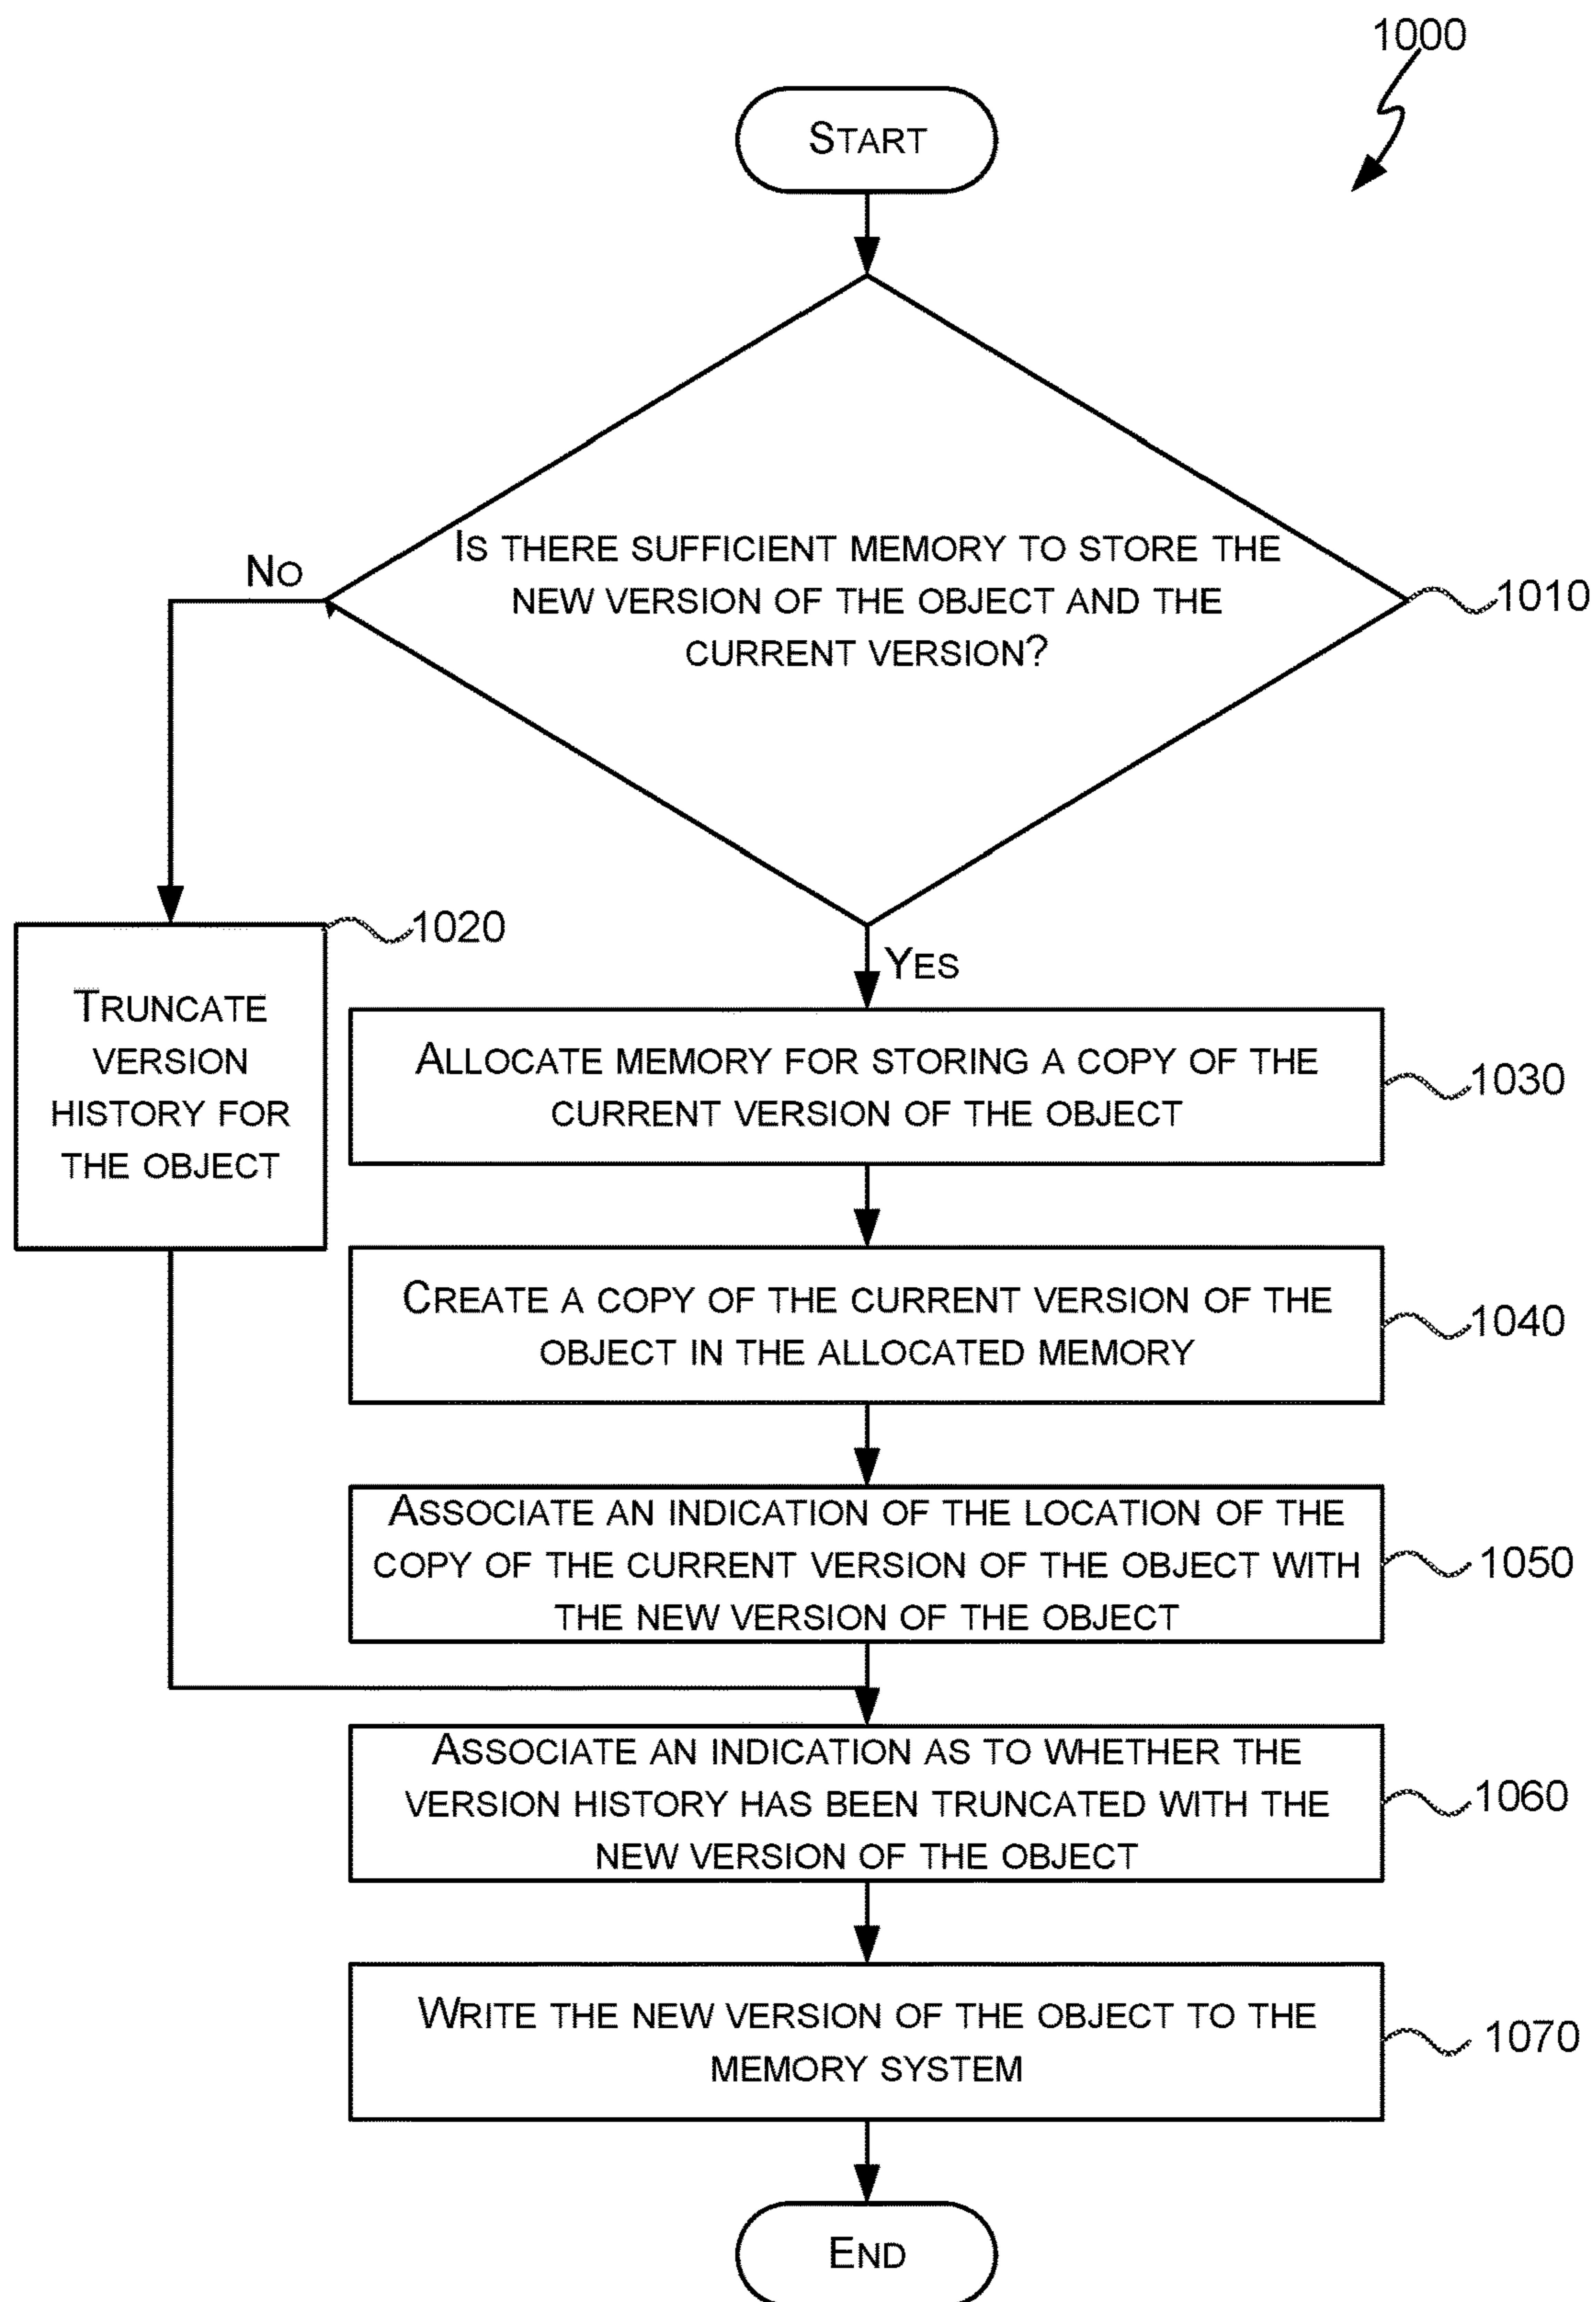 1000
START
IS THERE SUFFICIENT MEMORY TO STORE THE
NEW VERSION OF THE OBJECT AND THE
CURRENT VERSION?
1010
NO
YES
1020
TRUNCATE
VERSION
HISTORY FOR
THE OBJECT
ALLOCATE MEMORY FOR STORING A COPY OF THE
CURRENT VERSION OF THE OBJECT
1030
CREATE A COPY OF THE CURRENT VERSION OF THE
OBJECT IN THE ALLOCATED MEMORY
1040
ASSOCIATE AN INDICATION OF THE LOCATION OF THE
COPY OF THE CURRENT VERSION OF THE OBJECT WITH
THE NEW VERSION OF THE OBJECT
1050
ASSOCIATE AN INDICATION AS TO WHETHER THE
VERSION HISTORY HAS BEEN TRUNCATED WITH THE
NEW VERSION OF THE OBJECT
1060
WRITE THE NEW VERSION OF THE OBJECT TO THE
MEMORY SYSTEM
1070
END